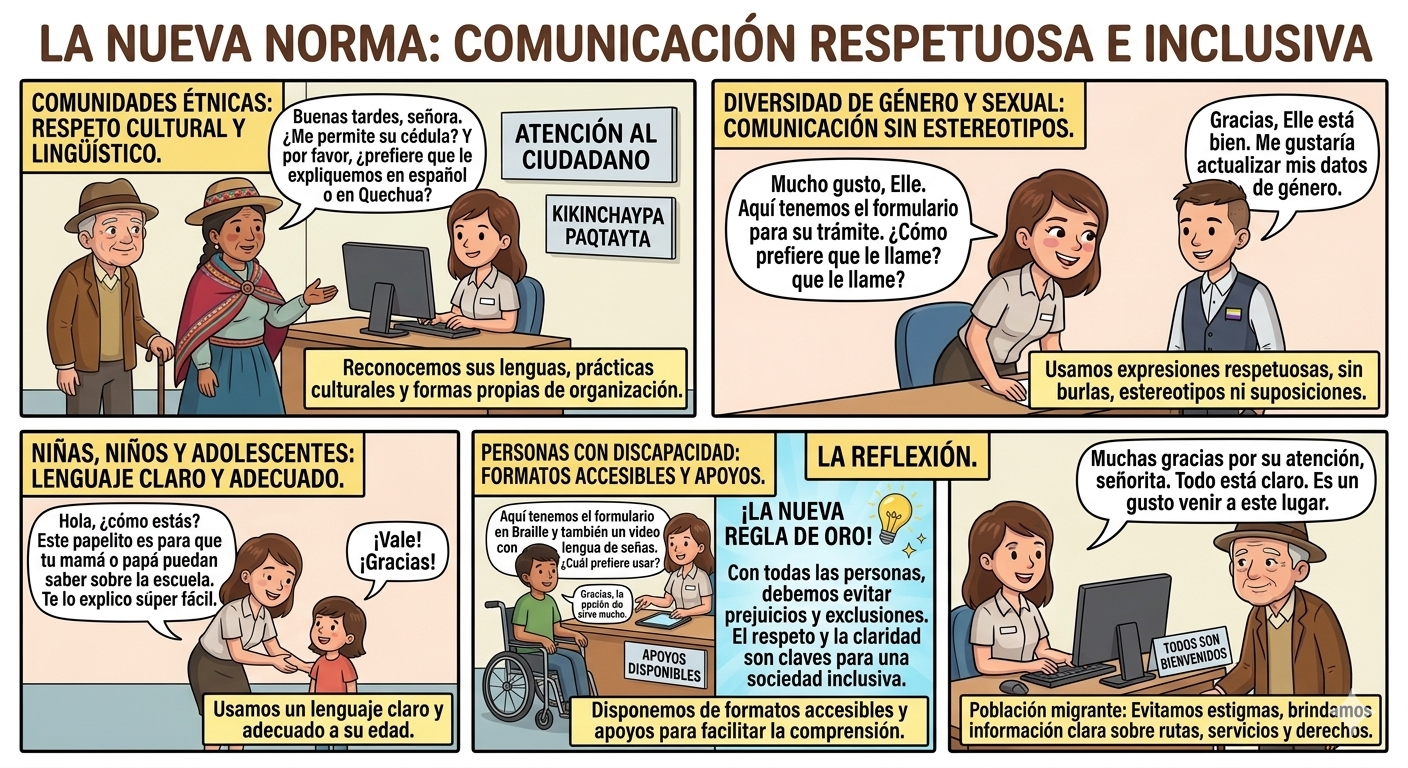 LA NUEVA NORMA: COMUNICACIÓN RESPETUOSA E INCLUSIVA
COMUNIDADES ÉTNICAS:
RESPETO CULTURAL Y
LINGÜÍSTICO.
Buenas tardes, señora.
¿Me permite su cédula? Y
por favor, ¿prefiere que le
expliquemos en español
o en Quechua?
ATENCIÓN AL
CIUDADANO
KIKINCHAYPA
PAQTAYTA
Reconocemos sus lenguas, prácticas
culturales y formas propias de organización.
DIVERSIDAD DE GÉNERO Y SEXUAL:
COMUNICACIÓN SIN ESTEREOTIPOS.
Mucho gusto, Elle.
Aquí tenemos el formulario
para su trámite. ¿Cómo
prefiere que le llame?
que le llame?
Gracias, Elle está
bien. Me gustaría
actualizar mis datos
de género.
Usamos expresiones respetuosas, sin
burlas, estereotipos ni suposiciones.
NIÑAS, NIÑOS Y ADOLESCENTES:
LENGUAJE CLARO Y ADECUADO.
Hola, ¿cómo estás?
Este papelito es para que
tu mamá o papá puedan
saber sobre la escuela.
Te lo explico súper fácil.
¡Vale!
¡Gracias!
Usamos un lenguaje claro y
adecuado a su edad.
PERSONAS CON DISCAPACIDAD:
FORMATOS ACCESIBLES Y APOYOS.
Aquí tenemos el formulario
en Braille y también un video
con lengua de señas.
¿Cuál prefiere usar?
Gracias, la
ppción do
sirve mucho.
APOYOS
DISPONIBLES
Disponemos de formatos accesibles y
apoyos para facilitar la comprensión.
LA REFLEXIÓN.
¡LA NUEVA
REGLA DE ORO!
Con todas las personas,
debemos evitar
prejuicios y exclusiones.
El respeto y la claridad
son claves para una
sociedad inclusiva.
Muchas gracias por su atención,
señorita. Todo está claro. Es un
gusto venir a este lugar.
TODOS SON
BIENVENIDOS
Población migrante: Evitamos estigmas, brindamos
información clara sobre rutas, servicios y derechos.